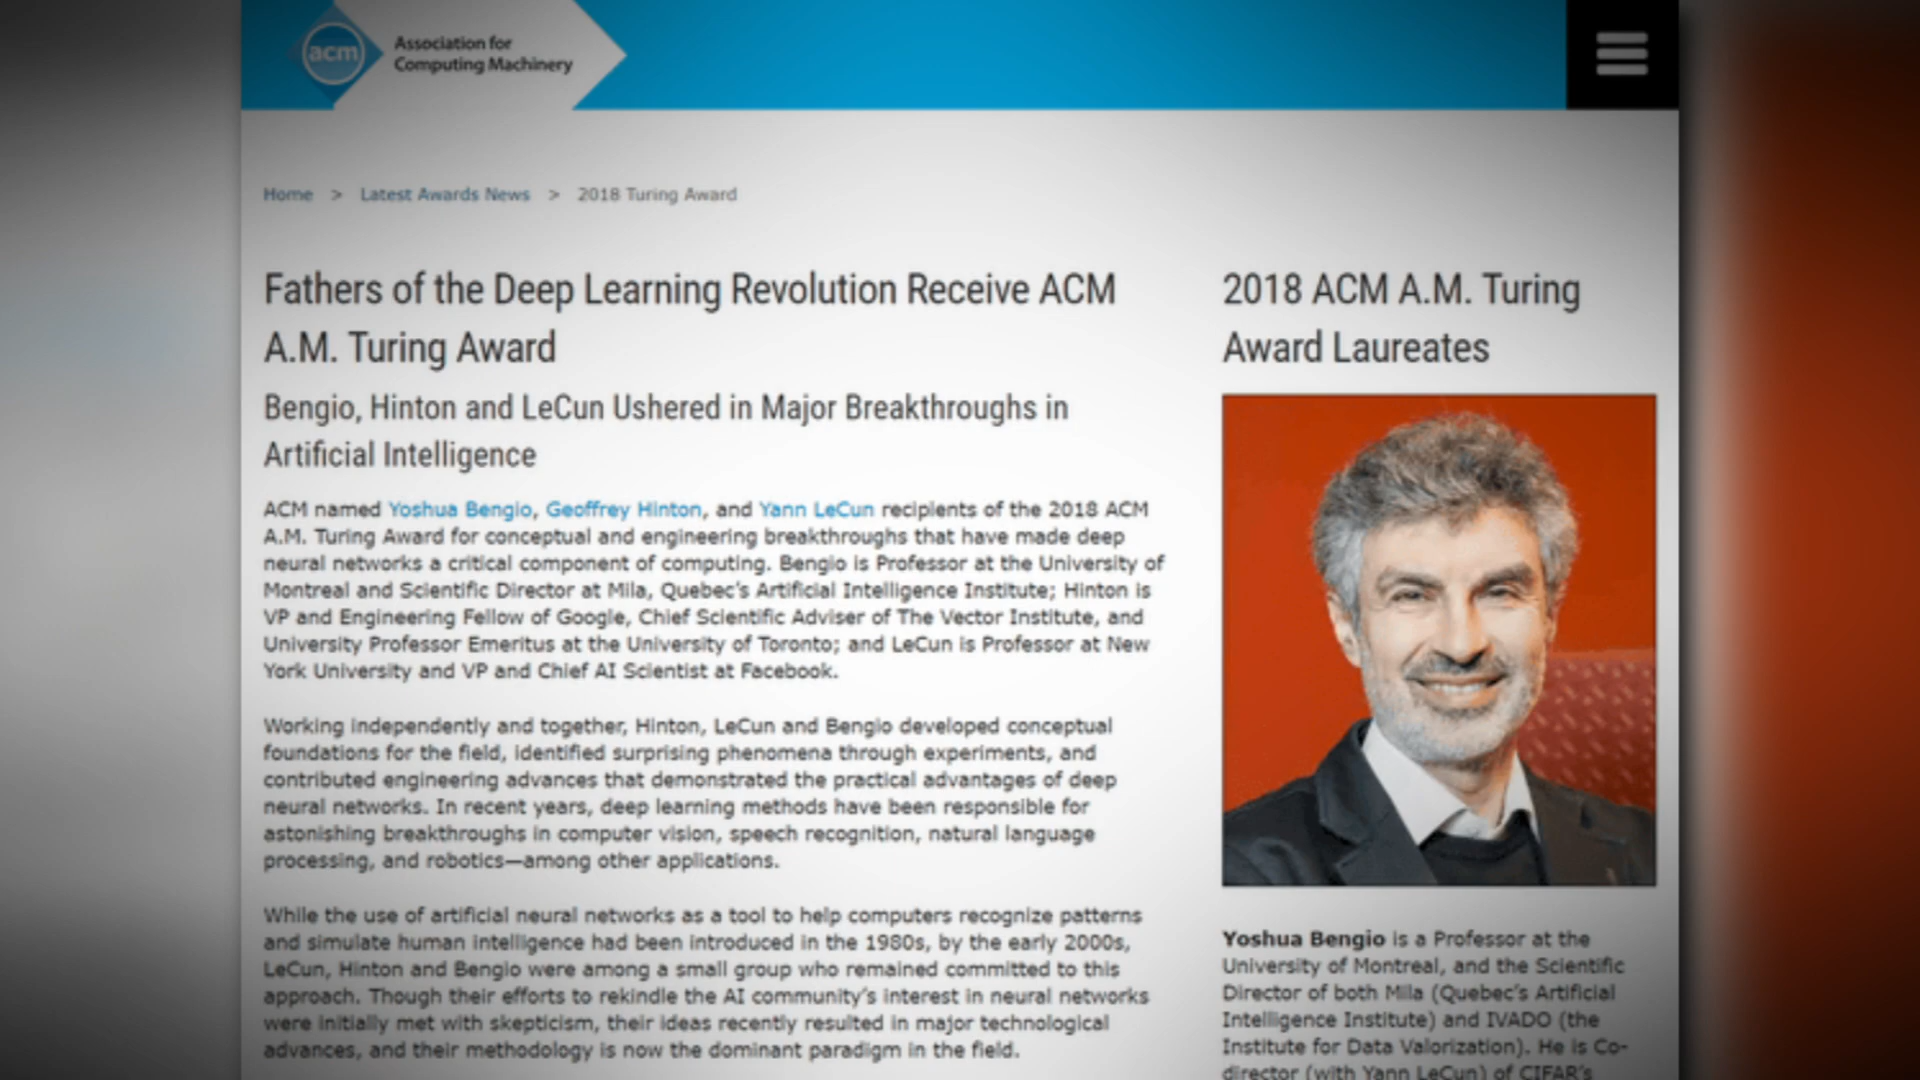 acm
Association for
Computing Machinery
Home > Latest Awards News > 2018 Turing Award
Fathers of the Deep Learning Revolution Receive ACM
A.M. Turing Award
Bengio, Hinton and LeCun Ushered in Major Breakthroughs in
Artificial Intelligence
ACM named Yoshua Bengio, Geoffrey Hinton, and Yann LeCun recipients of the 2018 ACM
A.M. Turing Award for conceptual and engineering breakthroughs that have made deep
neural networks a critical component of computing. Bengio is Professor at the University of
Montreal and Scientific Director at Mila, Quebec's Artificial Intelligence Institute; Hinton is
VP and Engineering Fellow of Google, Chief Scientific Adviser of The Vector Institute, and
University Professor Emeritus at the University of Toronto; and LeCun is Professor at New
York University and VP and Chief AI Scientist at Facebook.
Working independently and together, Hinton, LeCun and Bengio developed conceptual
foundations for the field, identified surprising phenomena through experiments, and
contributed engineering advances that demonstrated the practical advantages of deep
neural networks. In recent years, deep learning methods have been responsible for
astonishing breakthroughs in computer vision, speech recognition, natural language
processing, and robotics—among other applications.
While the use of artificial neural networks as a tool to help computers recognize patterns
and simulate human intelligence had been introduced in the 1980s, by the early 2000s,
LeCun, Hinton and Bengio were among a small group who remained committed to this
approach. Though their efforts to rekindle the AI community's interest in neural networks
were initially met with skepticism, their ideas recently resulted in major technological
advances, and their methodology is now the dominant paradigm in the field.
2018 ACM A.M. Turing
Award Laureates
Yoshua Bengio is a Professor at the
University of Montreal, and the Scientific
Director of both Mila (Quebec's Artificial
Intelligence Institute) and IVADO (the
Institute for Data Valorization). He is Co-
director (with Yann LeCun) of CIFAR's